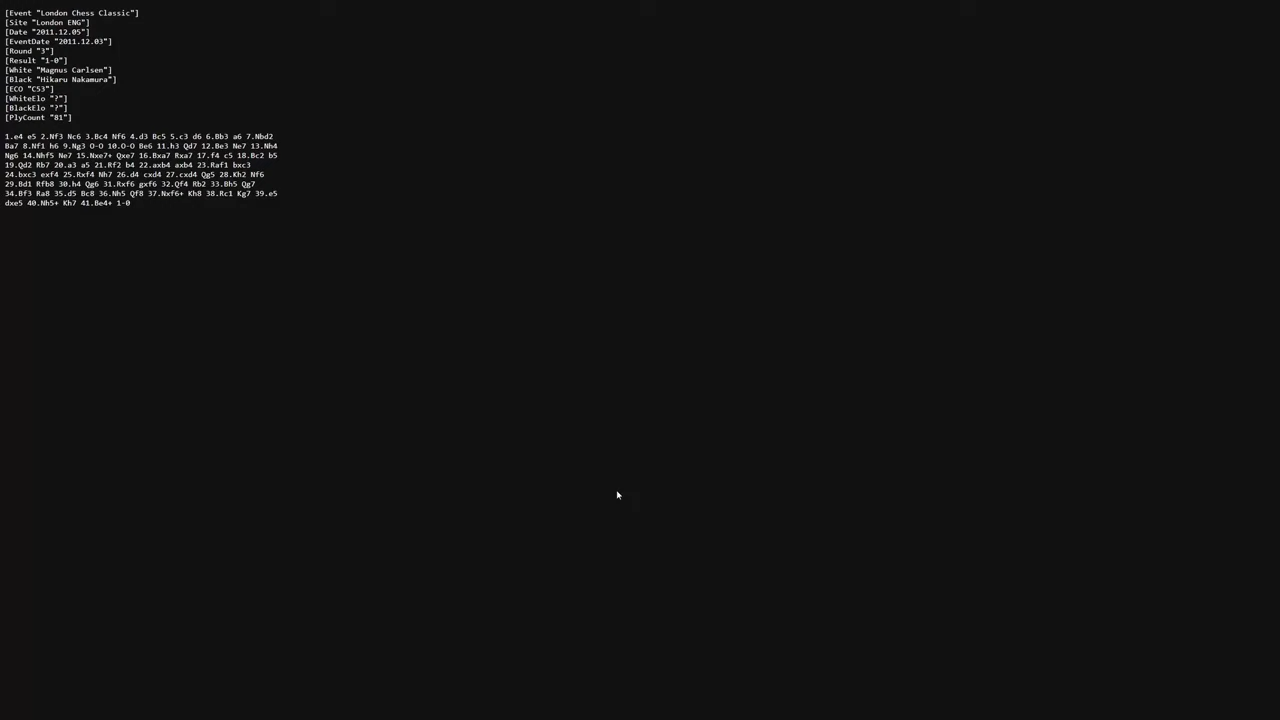 [Event "London Chess Classic"]
[Site "London ENG"]
[Date "2011.12.05"]
[EventDate "2011.12.03"]
[Round "3"]
[Result "1-0"]
[White "Magnus Carlsen"]
[Black "Hikaru Nakamura"]
[ECO "C53"]
[WhiteElo "?"]
[BlackElo "?"]
[PlyCount "81"]
1.e4 e5 2.Nf3 Nc6 3.Bc4 Nf6 4.d3 Bc5 5.c3 d6 6.Bb3 a6 7.Nbd2
Ba7 8.Nf1 h6 9.Ng3 O-O 10.O-O Be6 11.h3 Qd7 12.Be3 Ne7 13.Nh4
Ng6 14.Nhf5 Ne7 15.Nxe7+ Qxe7 16.Bxa7 Rxa7 17.f4 c5 18.Bc2 b5
19.Qd2 Rb7 20.a3 a5 21.Rf2 b4 22.axb4 axb4 23.Raf1 bxc3
24.bxc3 exf4 25.Rxf4 Nh7 26.d4 cxd4 27.cxd4 Qg5 28.Kh2 Nf6
29.Bd1 Rfb8 30.h4 Qg6 31.Rxf6 gxf6 32.Qf4 Rb2 33.Bh5 Qg7
34.Bf3 Ra8 35.d5 Bc8 36.Nh5 Qf8 37.Nxf6+ Kh8 38.Rc1 Kg7 39.e5
dxe5 40.Nh5+ Kh7 41.Be4+ 1-0